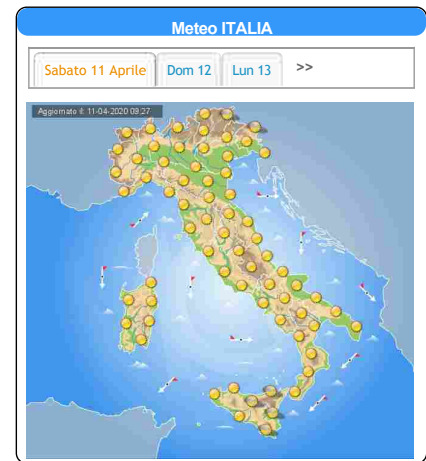 Meteo ITALIA
Sabato 11 Aprile Dom 12 Lun 13 >>
Aggiornato il: 11-04-2020 09:27